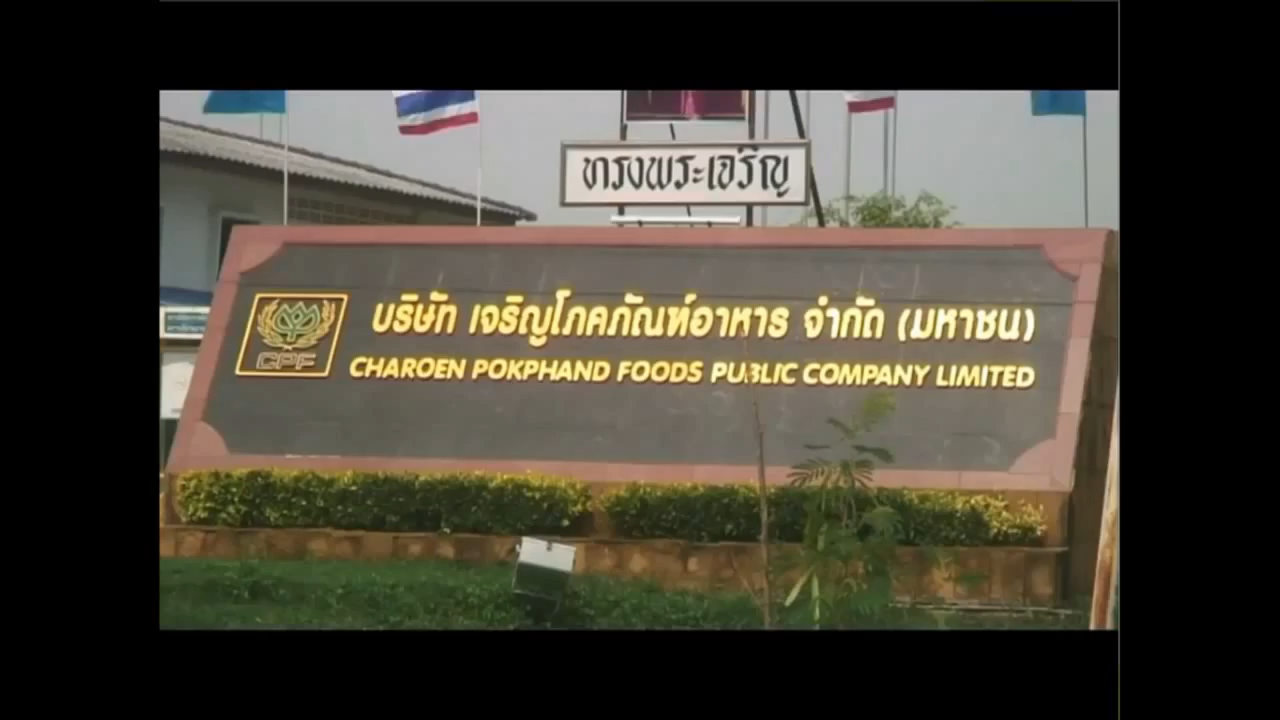 ทรงพระเจริญ
บริษัท เจริญโภคภัณฑ์อาหาร จำกัด (มหาชน)
CPF
CHAROEN POKPHAND FOODS PUBLIC COMPANY LIMITED